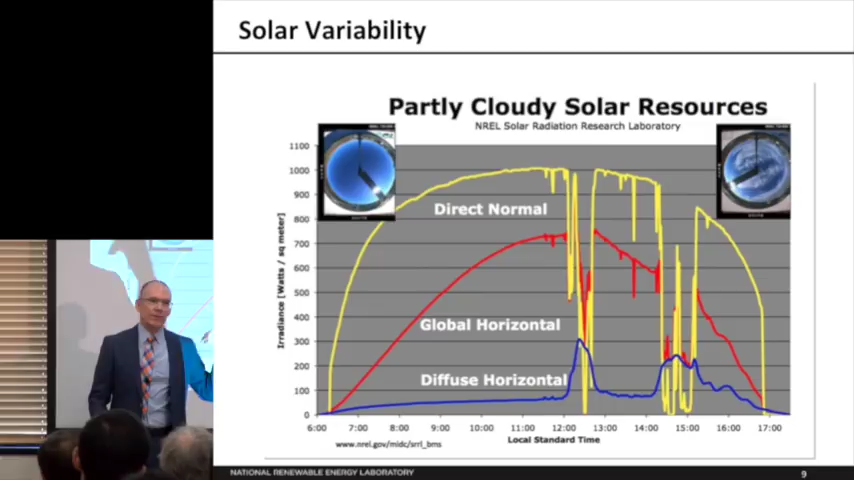 Solar Variability
Partly Cloudy Solar Resources
NREL Solar Radiation Research Laboratory
1100
1000
900
800
700
600
500
400
300
200
100
0
Irradiance [Watts / sq meter]
Direct Normal
Global Horizontal
Diffuse Horizontal
6:00 7:00 8:00 9:00 10:00 11:00 12:00 13:00 14:00 15:00 16:00 17:00
Local Standard Time
www.nrel.gov/midc/srrl_bms
NATIONAL RENEWABLE ENERGY LABORATORY
9